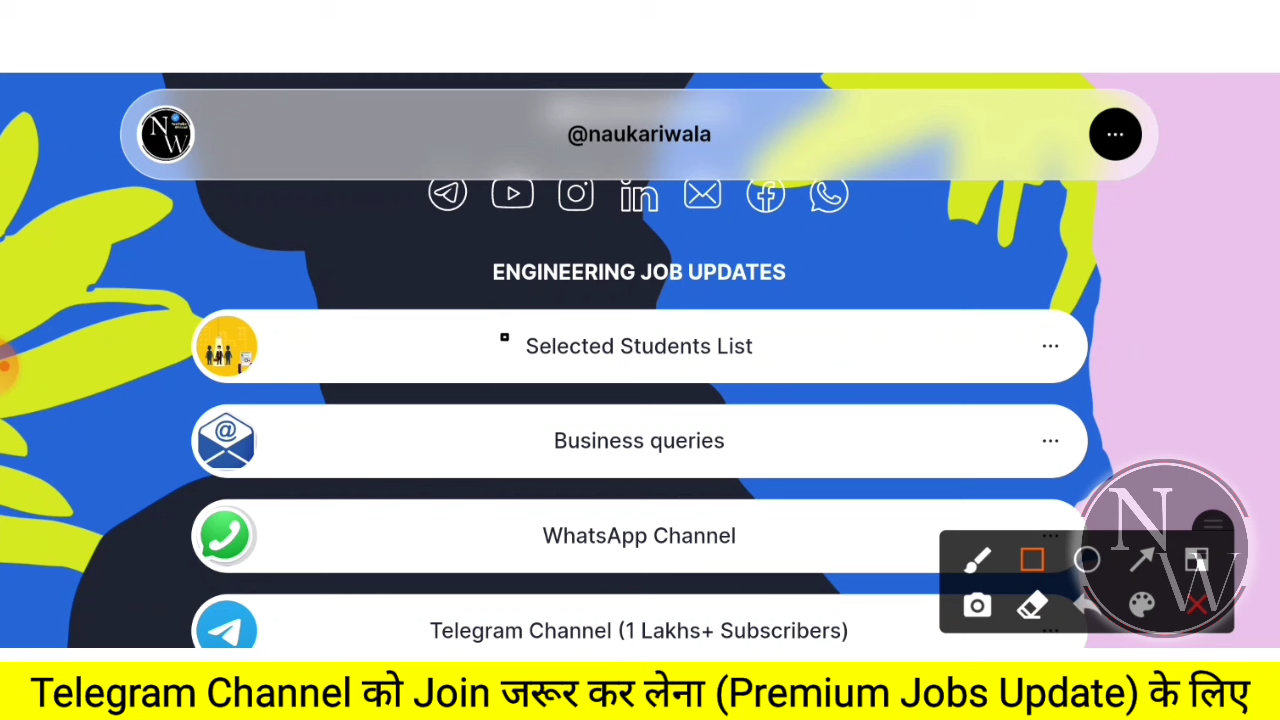 @naukariwala
ENGINEERING JOB UPDATES
Selected Students List
Business queries
WhatsApp Channel
Telegram Channel (1 Lakhs+ Subscribers)
NW
Telegram Channel को Join जरूर कर लेना (Premium Jobs Update) के लिए